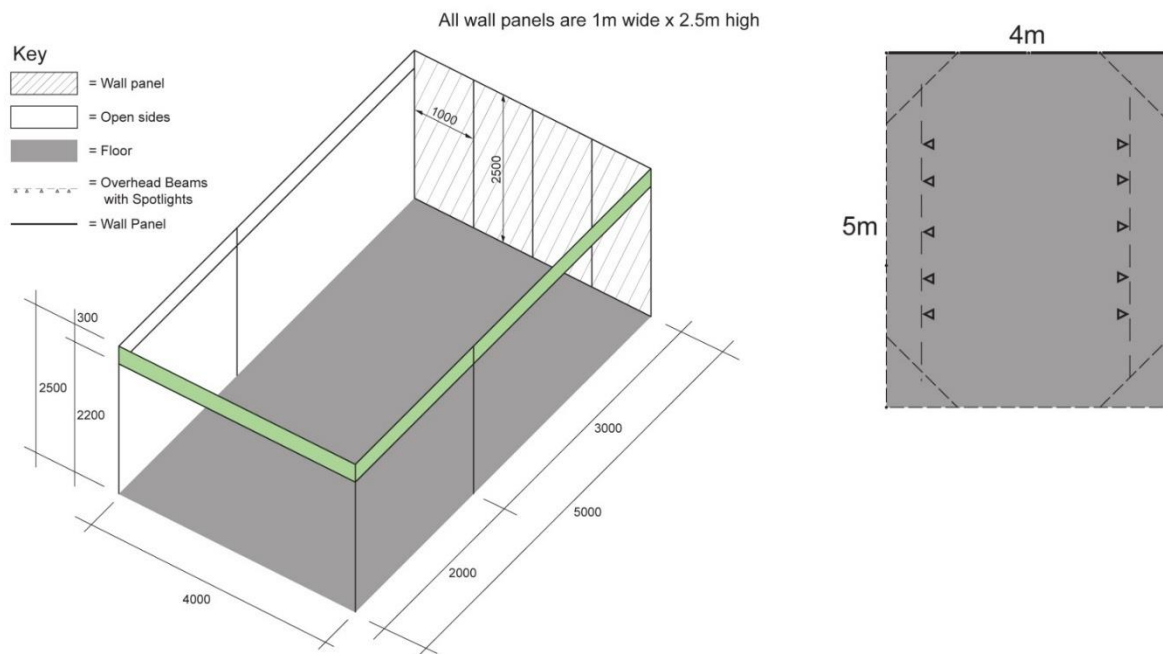 All wall panels are 1m wide x 2.5m high
Key
= Wall panel
= Open sides
= Floor
= Overhead Beams
with Spotlights
= Wall Panel
1000
2500
300
2500
2200
3000
5000
2000
4000
4m
5m